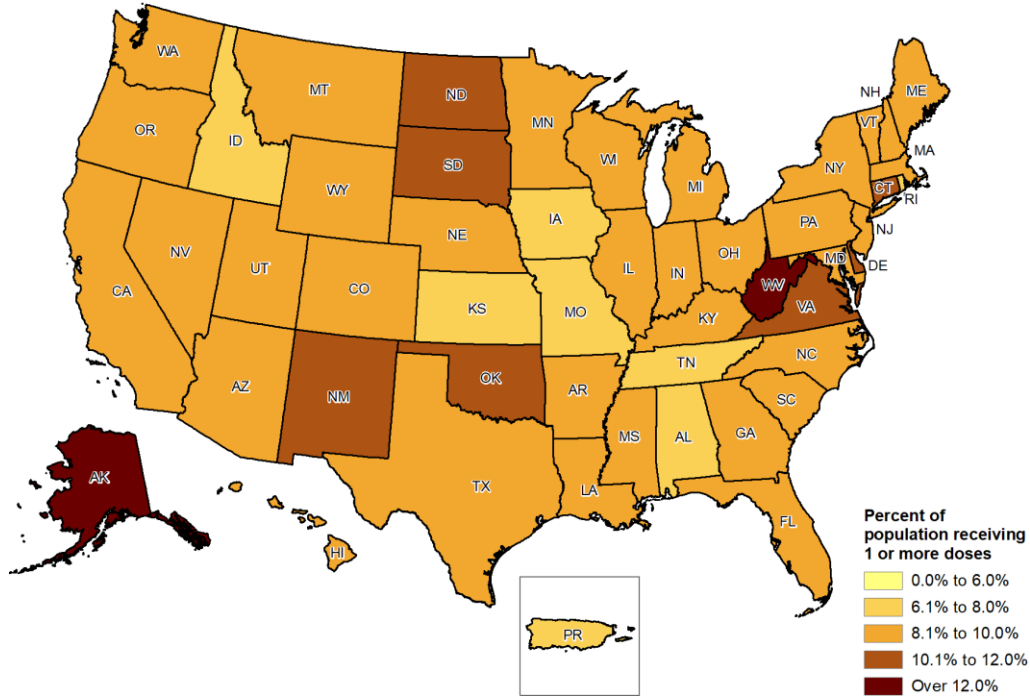 WA
MT
ND
MN
NH
ME
VT
OR
ID
SD
WI
MI
NY
MA
WY
CT
RI
IA
NE
PA
NJ
NV
UT
IL
IN
OH
MD
DE
CA
CO
WV
VA
KS
MO
KY
AZ
NM
OK
TN
NC
AR
SC
MS
AL
GA
AK
TX
LA
FL
HI
PR
Percent of
population receiving
1 or more doses
0.0% to 6.0%
6.1% to 8.0%
8.1% to 10.0%
10.1% to 12.0%
Over 12.0%